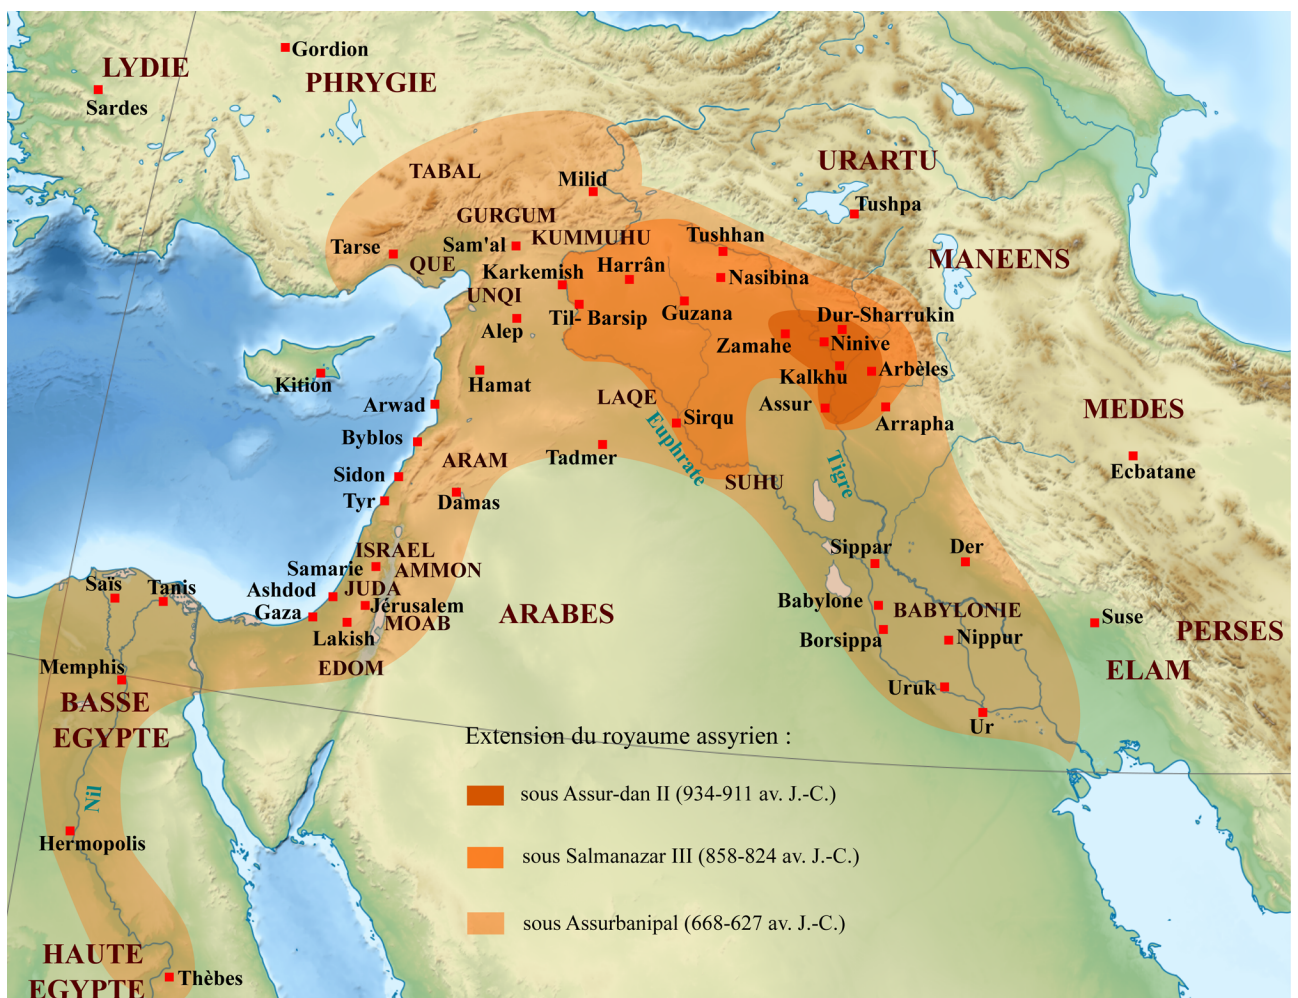 Gordion
LYDIE
PHRYGIE
Sardes
URARTU
TABAL
Milid
Tushpa
GURGUM
Tarse
Sam'al
KUMMUHU
Tushhan
MANEENS
QUE
Karkemish
Harrân
Nasibina
UNQI
Til- Barsip
Guzana
Dur-Sharrukin
Alep
Zamahe
Ninive
Kition
Hamat
Kalkhu
Arbèles
LAQE
Arwad
Assur
MEDES
Sirqu
Arrapha
Byblos
Euphrate
ARAM
Tadmer
Ecbatane
Sidon
Tigre
SUHU
Tyr
Damas
ISRAEL
Sippar
Der
Samarie
AMMON
Saïs
Tanis
Ashdod
JUDA
Babylone
BABYLONIE
Gaza
Jérusalem
ARABES
Suse
MOAB
Lakish
Borsippa
Nippur
PERSES
Memphis
EDOM
ELAM
Uruk
BASSE
EGYPTE
Ur
Extension du royaume assyrien :
Nil
sous Assur-dan II (934-911 av. J.-C.)
Hermopolis
sous Salmanazar III (858-824 av. J.-C.)
sous Assurbanipal (668-627 av. J.-C.)
HAUTE
EGYPTE
Thèbes